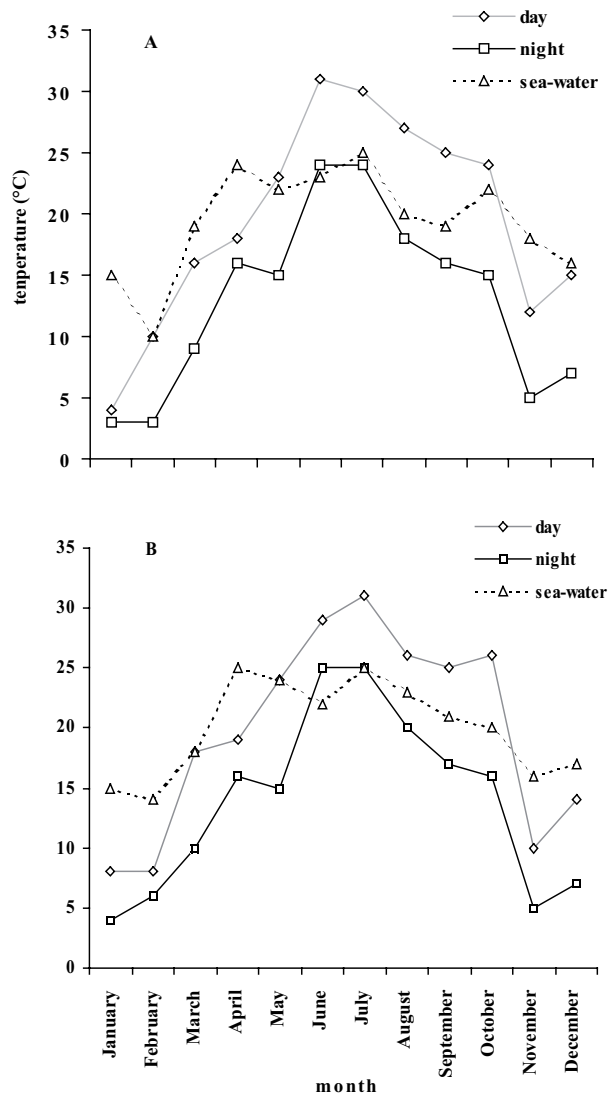 35
A
day
night
sea-water
30
25
20
15
10
5
0
tenperature (°C)
35
B
day
night
sea-water
30
25
20
15
10
5
0
January
February
March
April
May
June
July
August
September
October
November
December
month